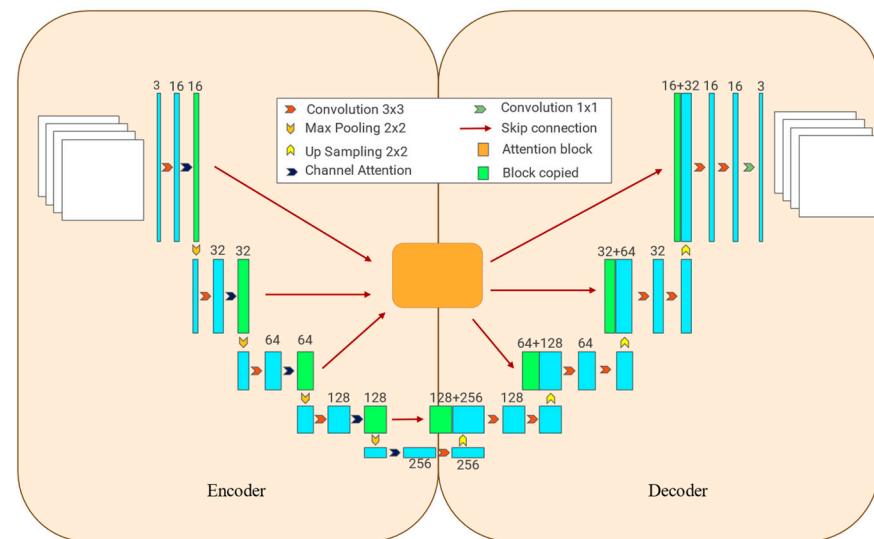 3 16 16
16+32 16 16 3
Convolution 3x3
Max Pooling 2x2
Up Sampling 2x2
Channel Attention
Convolution 1x1
Skip connection
Attention block
Block copied
32 32
32+64 32
64 64
64+128 64
128 128
128+256 128
256 256
Encoder
Decoder